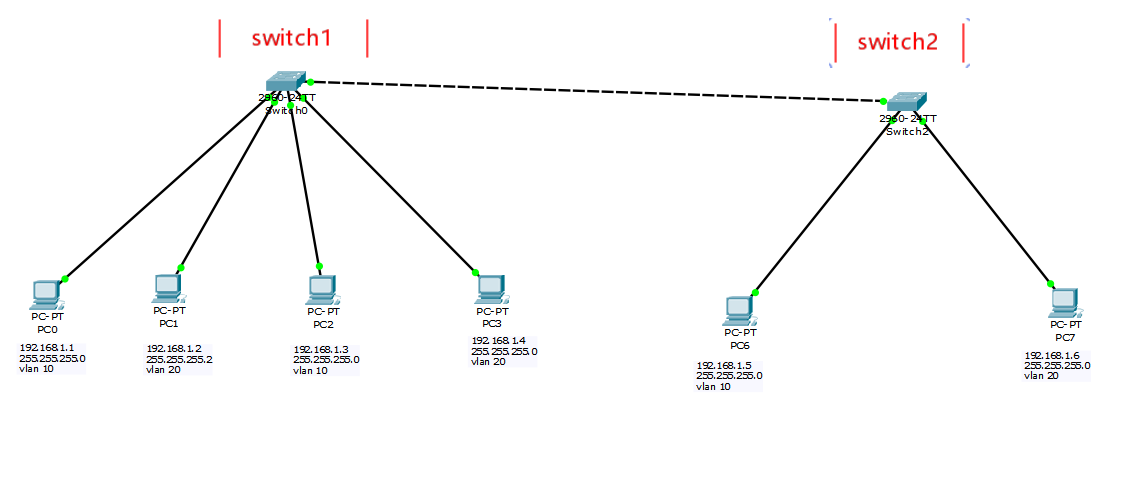 switch1
switch2
2960-24TT
Switch0
2960-24TT
Switch2
PC-PT
PC0
192.168.1.1
255.255.255.0
vlan 10
PC-PT
PC1
192.168.1.2
255.255.255.2
vlan 20
PC-PT
PC2
192.168.1.3
255.255.255.0
vlan 10
PC-PT
PC3
192.168.1.4
255.255.255.0
vlan 20
PC-PT
PC6
192.168.1.5
255.255.255.0
vlan 10
PC-PT
PC7
192.168.1.6
255.255.255.0
vlan 20